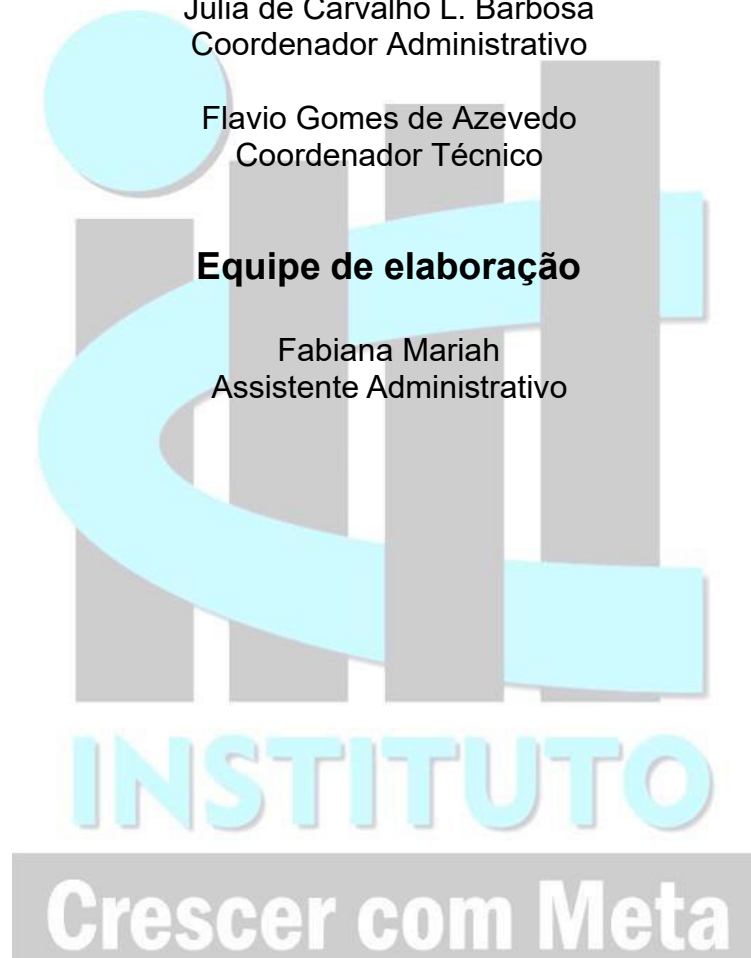 Julia de Carvalho L. Barbosa
Coordenador Administrativo
Flavio Gomes de Azevedo
Coordenador Técnico
Equipe de elaboração
Fabiana Mariah
Assistente Administrativo
INSTITUTO
Crescer com Meta